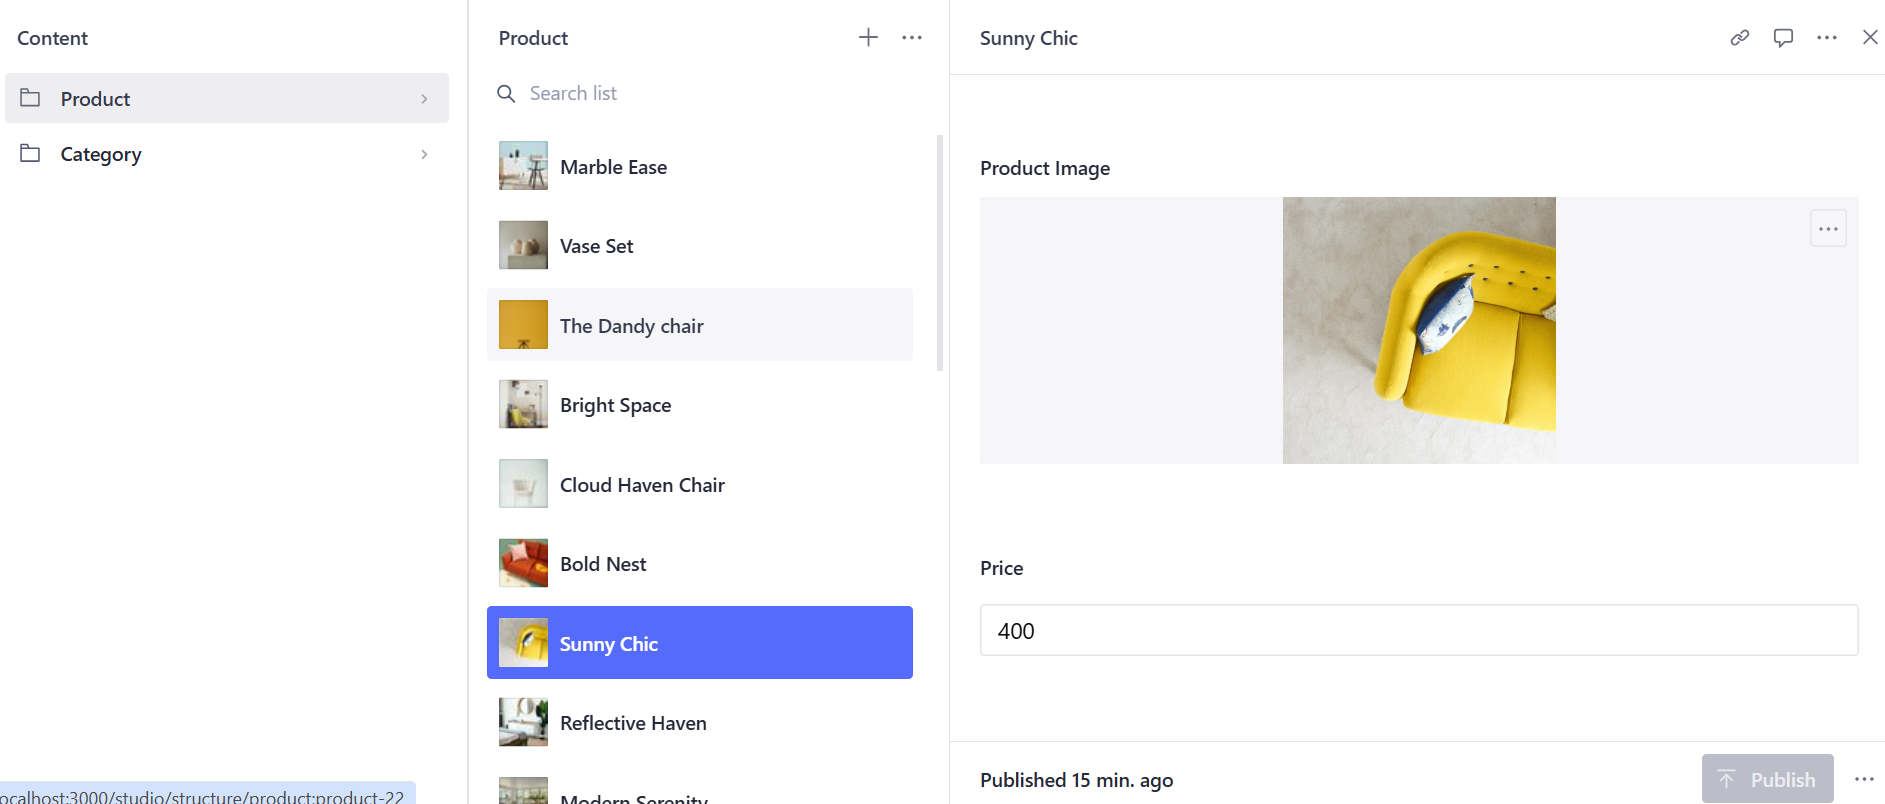 Content
Product
Category
Product
Search list
Marble Ease
Vase Set
The Dandy chair
Bright Space
Cloud Haven Chair
Bold Nest
Sunny Chic
Reflective Haven
Modern Serenity
Sunny Chic
Product Image
Price
400
Published 15 min. ago
Publish
ocalhost:3000/studio/structure/product;product-22